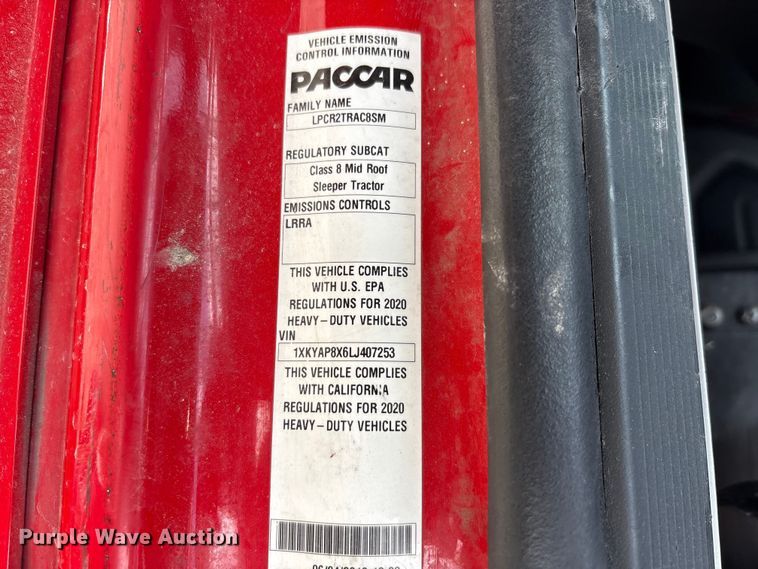 VEHICLE EMISSION
CONTROL INFORMATION
PACCAR
FAMILY NAME
LPCR2TRAC8SM
REGULATORY SUBCAT
Class 8 Mid Roof
Sleeper Tractor
EMISSIONS CONTROLS
LRRA
THIS VEHICLE COMPLIES
WITH U.S. EPA
REGULATIONS FOR 2020
HEAVY-DUTY VEHICLES
VIN
1XKYAP8X6LJ407253
THIS VEHICLE COMPLIES
WITH CALIFORNIA
REGULATIONS FOR 2020
HEAVY-DUTY VEHICLES
Purple Wave Auction